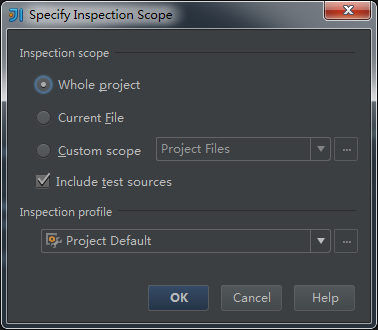 Specify Inspection Scope
Inspection scope
Whole project
Current File
Custom scope Project Files ...
Include test sources
Inspection profile
Project Default ...
OK Cancel Help